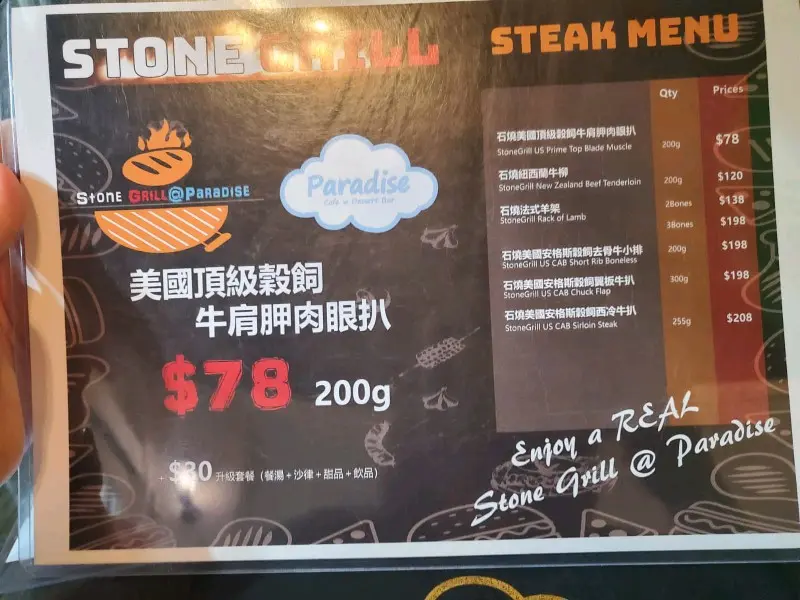 STONE GRILL
STEAK MENU
STONE GRILL@PARADISE
Paradise
Cafe n Dessert Bar
美國頂級穀飼
牛肩胛肉眼扒
$78 200g
升級套餐（餐湯+沙律+甜品+飲品）
Qty Prices
石燒美國頂級穀飼牛肩胛肉眼扒
StoneGrill US Prime Top Blade Muscle 200g $78
石燒紐西蘭牛柳
StoneGrill New Zealand Beef Tenderloin 200g $120
石燒法式羊架 2Bones $138
StoneGrill Rack of Lamb 3Bones $198
石燒美國安格斯穀飼去骨牛小排 200g $198
StoneGrill US CAB Short Rib Boneless
石燒美國安格斯穀飼翼板牛扒 300g $198
StoneGrill US CAB Chuck Flap
石燒美國安格斯穀飼西冷牛扒 255g $208
StoneGrill US CAB Sirloin Steak
Enjoy a REAL
Stone Grill @ Paradise